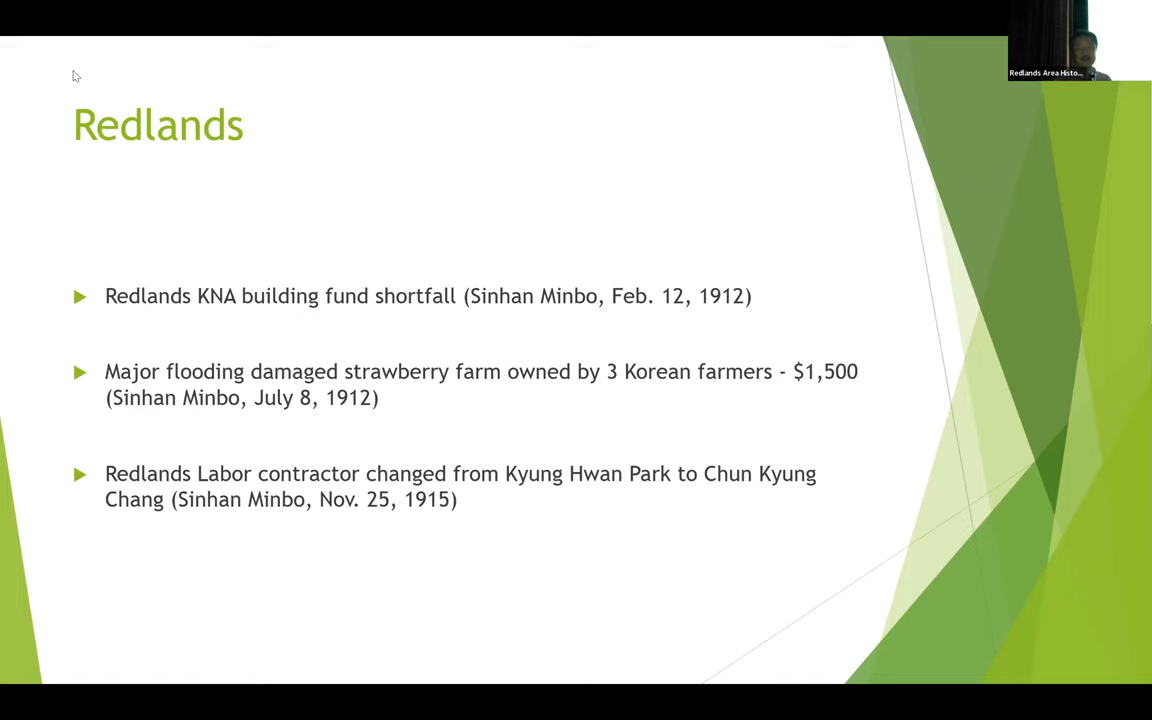 Redlands Area Histo...
Redlands
Redlands KNA building fund shortfall (Sinhan Minbo, Feb. 12, 1912)
Major flooding damaged strawberry farm owned by 3 Korean farmers - $1,500
(Sinhan Minbo, July 8, 1912)
Redlands Labor contractor changed from Kyung Hwan Park to Chun Kyung
Chang (Sinhan Minbo, Nov. 25, 1915)